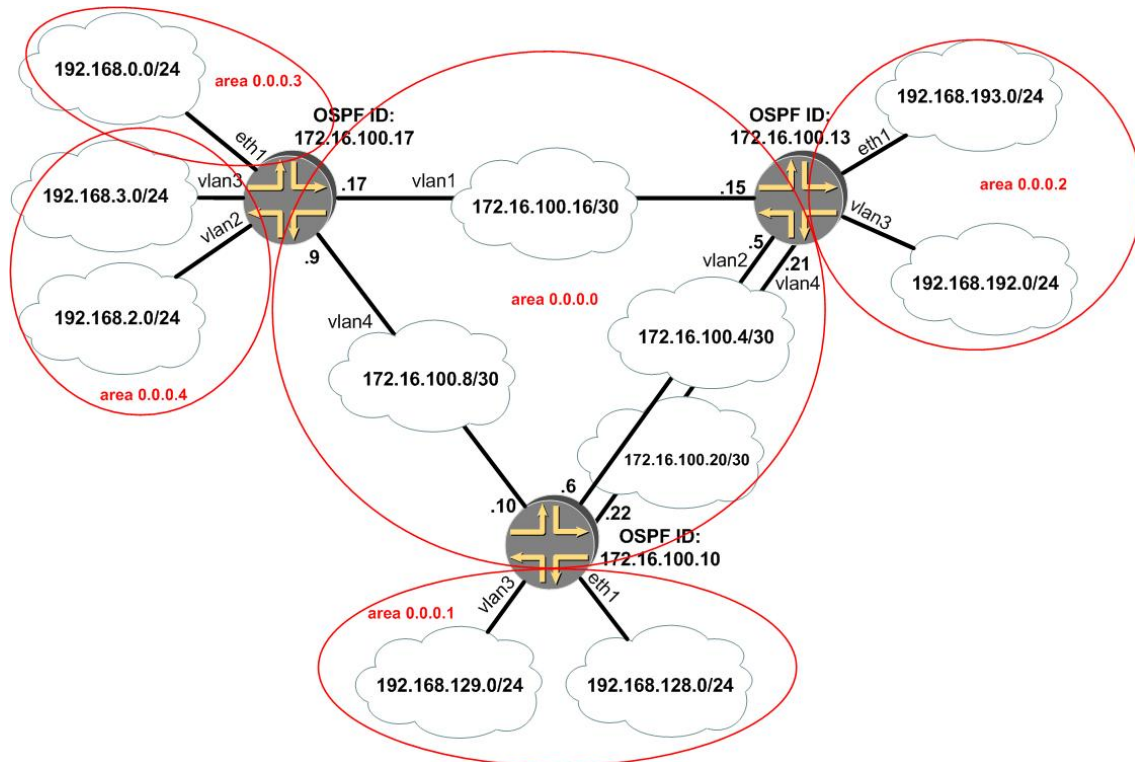 192.168.0.0/24
area 0.0.0.3
eth1
OSPF ID:
172.16.100.17
192.168.3.0/24
vlan3
vlan2
192.168.2.0/24
area 0.0.0.4
.17
vlan1
172.16.100.16/30
.15
.9
vlan4
172.16.100.8/30
area 0.0.0.0
OSPF ID:
172.16.100.13
eth1
192.168.193.0/24
area 0.0.0.2
vlan3
192.168.192.0/24
.5
vlan2
.21
vlan4
172.16.100.4/30
172.16.100.20/30
.10
.6
.22
OSPF ID:
172.16.100.10
vlan3
eth1
area 0.0.0.1
192.168.129.0/24
192.168.128.0/24